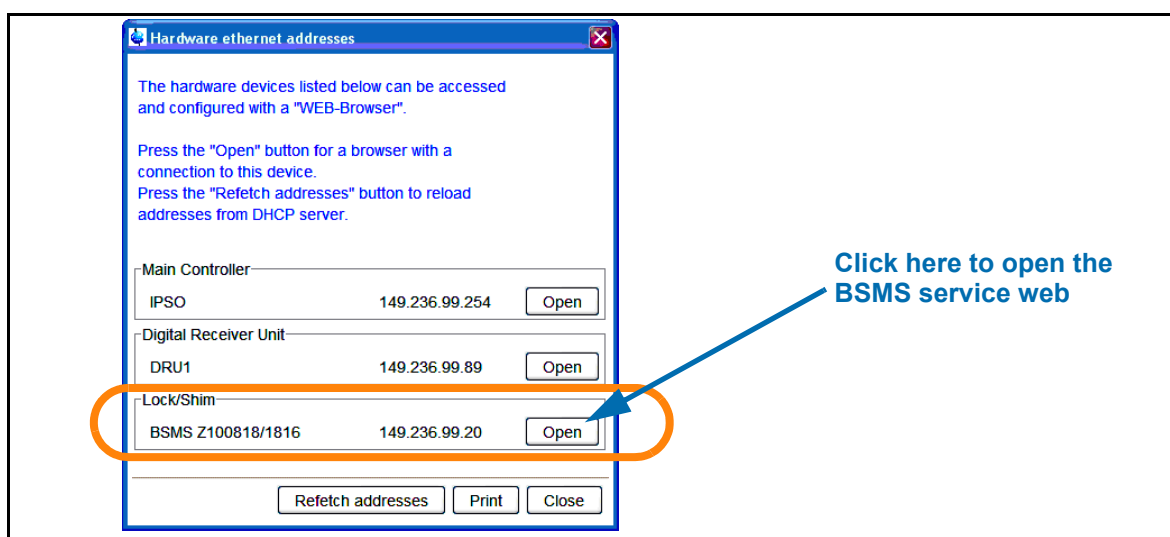 Hardware ethernet addresses
The hardware devices listed below can be accessed
and configured with a "WEB-Browser".
Press the "Open" button for a browser with a
connection to this device.
Press the "Refetch addresses" button to reload
addresses from DHCP server.
Main Controller
IPSO 149.236.99.254 Open
Digital Receiver Unit
DRU1 149.236.99.89 Open
Lock/Shim
BSMS Z100818/1816 149.236.99.20 Open
Refetch addresses Print Close
Click here to open the
BSMS service web